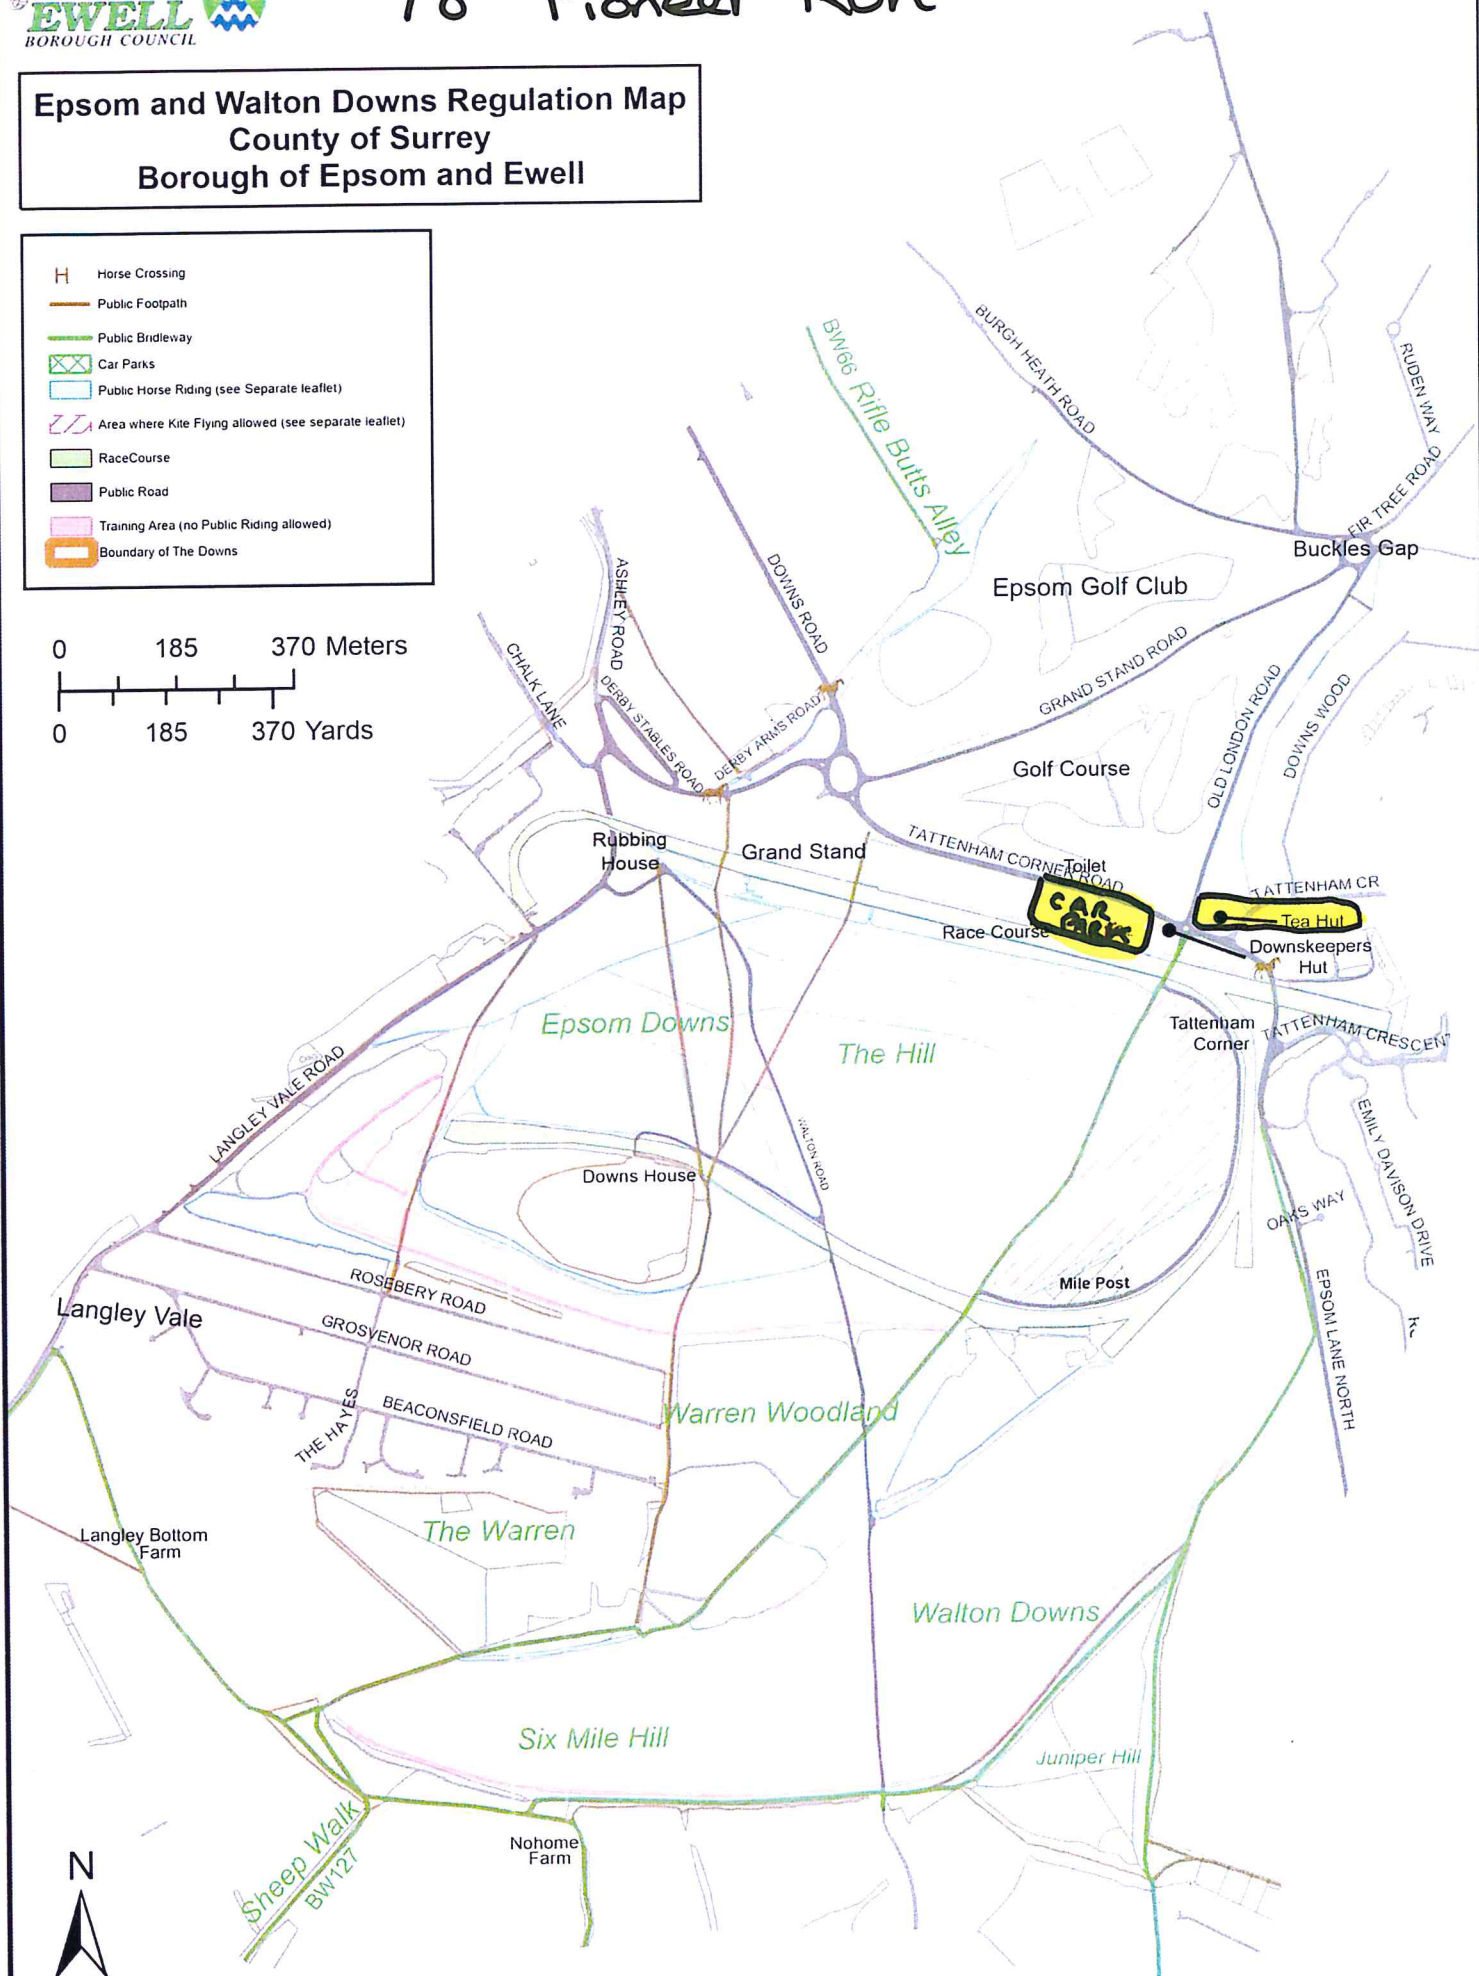 EWELL
BOROUGH COUNCIL
Pioneer Run
Epsom and Walton Downs Regulation Map
County of Surrey
Borough of Epsom and Ewell
H Horse Crossing
Public Footpath
Public Bridleway
Car Parks
Public Horse Riding (see Separate leaflet)
Area where Kite Flying allowed (see separate leaflet)
RaceCourse
Public Road
Training Area (no Public Riding allowed)
Boundary of The Downs
0 185 370 Meters
0 185 370 Yards
BURGH HEATH ROAD
BW66 Rifle Butts Alley
RUDEN WAY
FIR TREE ROAD
Buckles Gap
Epsom Golf Club
DOWNS ROAD
ASHLEY ROAD
CHALK LANE
DERBY STABLES ROAD
DERBY ARMS ROAD
GRAND STAND ROAD
OLD LONDON ROAD
DOWNS WOOD
Golf Course
Rubbing
House
Grand Stand
TATTENHAM CORNER ROAD
Toilet
CAR
PARK
Race Course
TATTENHAM CR
Tea Hut
Downskeepers
Hut
Epsom Downs
The Hill
Tattenham
Corner
TATTENHAM CRESCENT
LANGLEY VALE ROAD
WALTON ROAD
EMILY DAVISON DRIVE
Downs House
OAKS WAY
Mile Post
EPSOM LANE NORTH
Langley Vale
ROSEBERY ROAD
GROSVENOR ROAD
BEACONSFIELD ROAD
THE HAYES
Warren Woodland
The Warren
Langley Bottom
Farm
Walton Downs
Six Mile Hill
Juniper Hill
Sheep Walk
BW127
Nohome
Farm
N